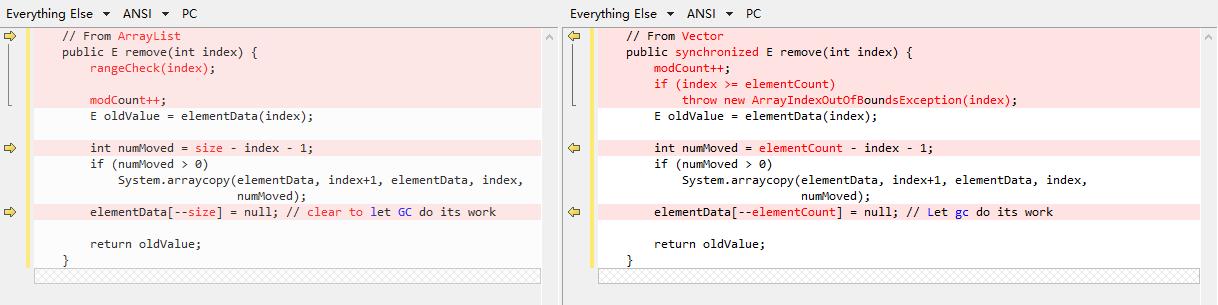 Everything Else ANSI PC
// From ArrayList
public E remove(int index) {
rangeCheck(index);
modCount++;
E oldValue = elementData(index);
int numMoved = size - index - 1;
if (numMoved > 0)
System.arraycopy(elementData, index+1, elementData, index,
numMoved);
elementData[--size] = null; // clear to let GC do its work
return oldValue;
}
Everything Else ANSI PC
// From Vector
public synchronized E remove(int index) {
modCount++;
if (index >= elementCount)
throw new ArrayIndexOutOfBoundsException(index);
E oldValue = elementData(index);
int numMoved = elementCount - index - 1;
if (numMoved > 0)
System.arraycopy(elementData, index+1, elementData, index,
numMoved);
elementData[--elementCount] = null; // Let gc do its work
return oldValue;
}